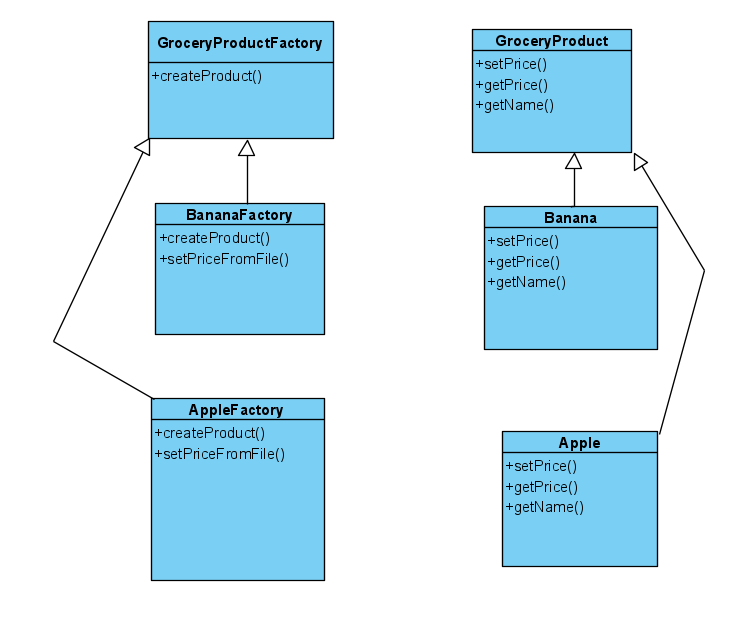 GroceryProductFactory
+createProduct()
GroceryProduct
+setPrice()
+getPrice()
+getName()
BananaFactory
+createProduct()
+setPriceFromFile()
Banana
+setPrice()
+getPrice()
+getName()
AppleFactory
+createProduct()
+setPriceFromFile()
Apple
+setPrice()
+getPrice()
+getName()